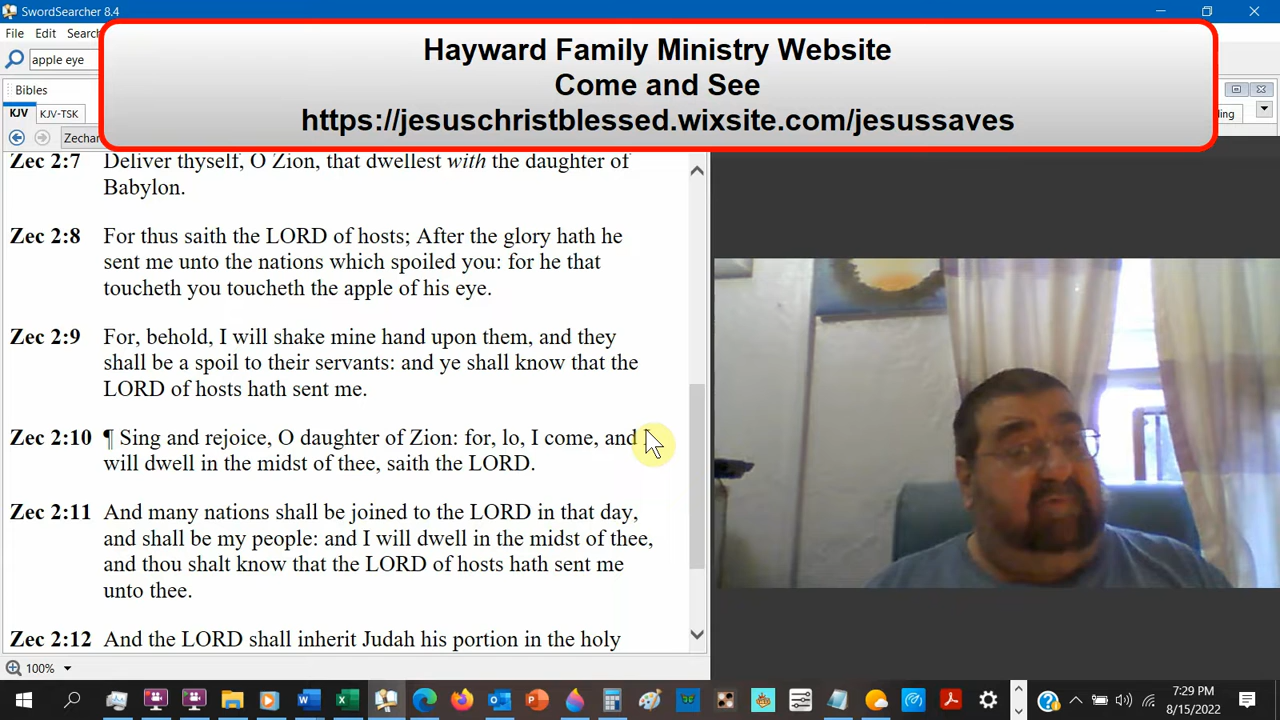 SwordSearcher 8.4
File Edit Search
Hayward Family Ministry Website
Come and See
https://jesuschristblessed.wixsite.com/jesussaves
apple eye
Bibles
KJV KJV-TSK
Zec 2:7 Deliver thyself, O Zion, that dwellest with the daughter of
Babylon.
Zec 2:8 For thus saith the LORD of hosts; After the glory hath he
sent me unto the nations which spoiled you: for he that
toucheth you toucheth the apple of his eye.
Zec 2:9 For, behold, I will shake mine hand upon them, and they
shall be a spoil to their servants: and ye shall know that the
LORD of hosts hath sent me.
Zec 2:10 ¶ Sing and rejoice, O daughter of Zion: for, lo, I come, and I
will dwell in the midst of thee, saith the LORD.
Zec 2:11 And many nations shall be joined to the LORD in that day,
and shall be my people: and I will dwell in the midst of thee,
and thou shalt know that the LORD of hosts hath sent me
unto thee.
Zec 2:12 And the LORD shall inherit Judah his portion in the holy
100%
7:29 PM
8/15/2022